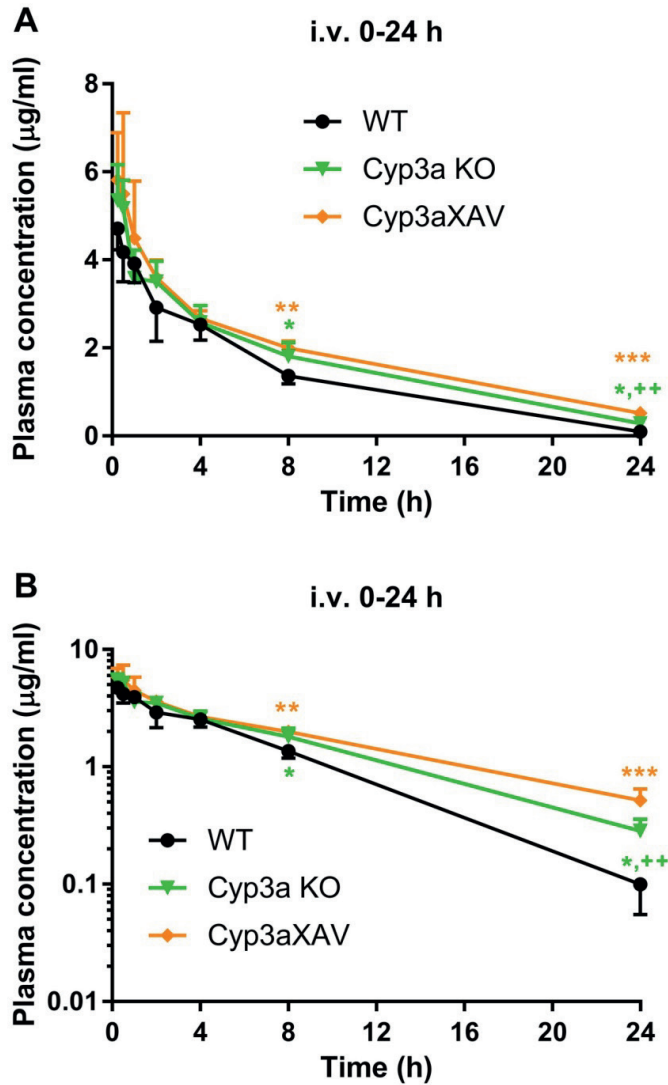 A
i.v. 0-24 h
Plasma concentration (µg/ml)
8
6
4
2
0
WT
Cyp3a KO
Cyp3aXAV
**
*
***
*,++
0 4 8 12 16 20 24
Time (h)
B
i.v. 0-24 h
Plasma concentration (µg/ml)
10
1
0.1
0.01
**
*
***
*,++
WT
Cyp3a KO
Cyp3aXAV
0 4 8 12 16 20 24
Time (h)